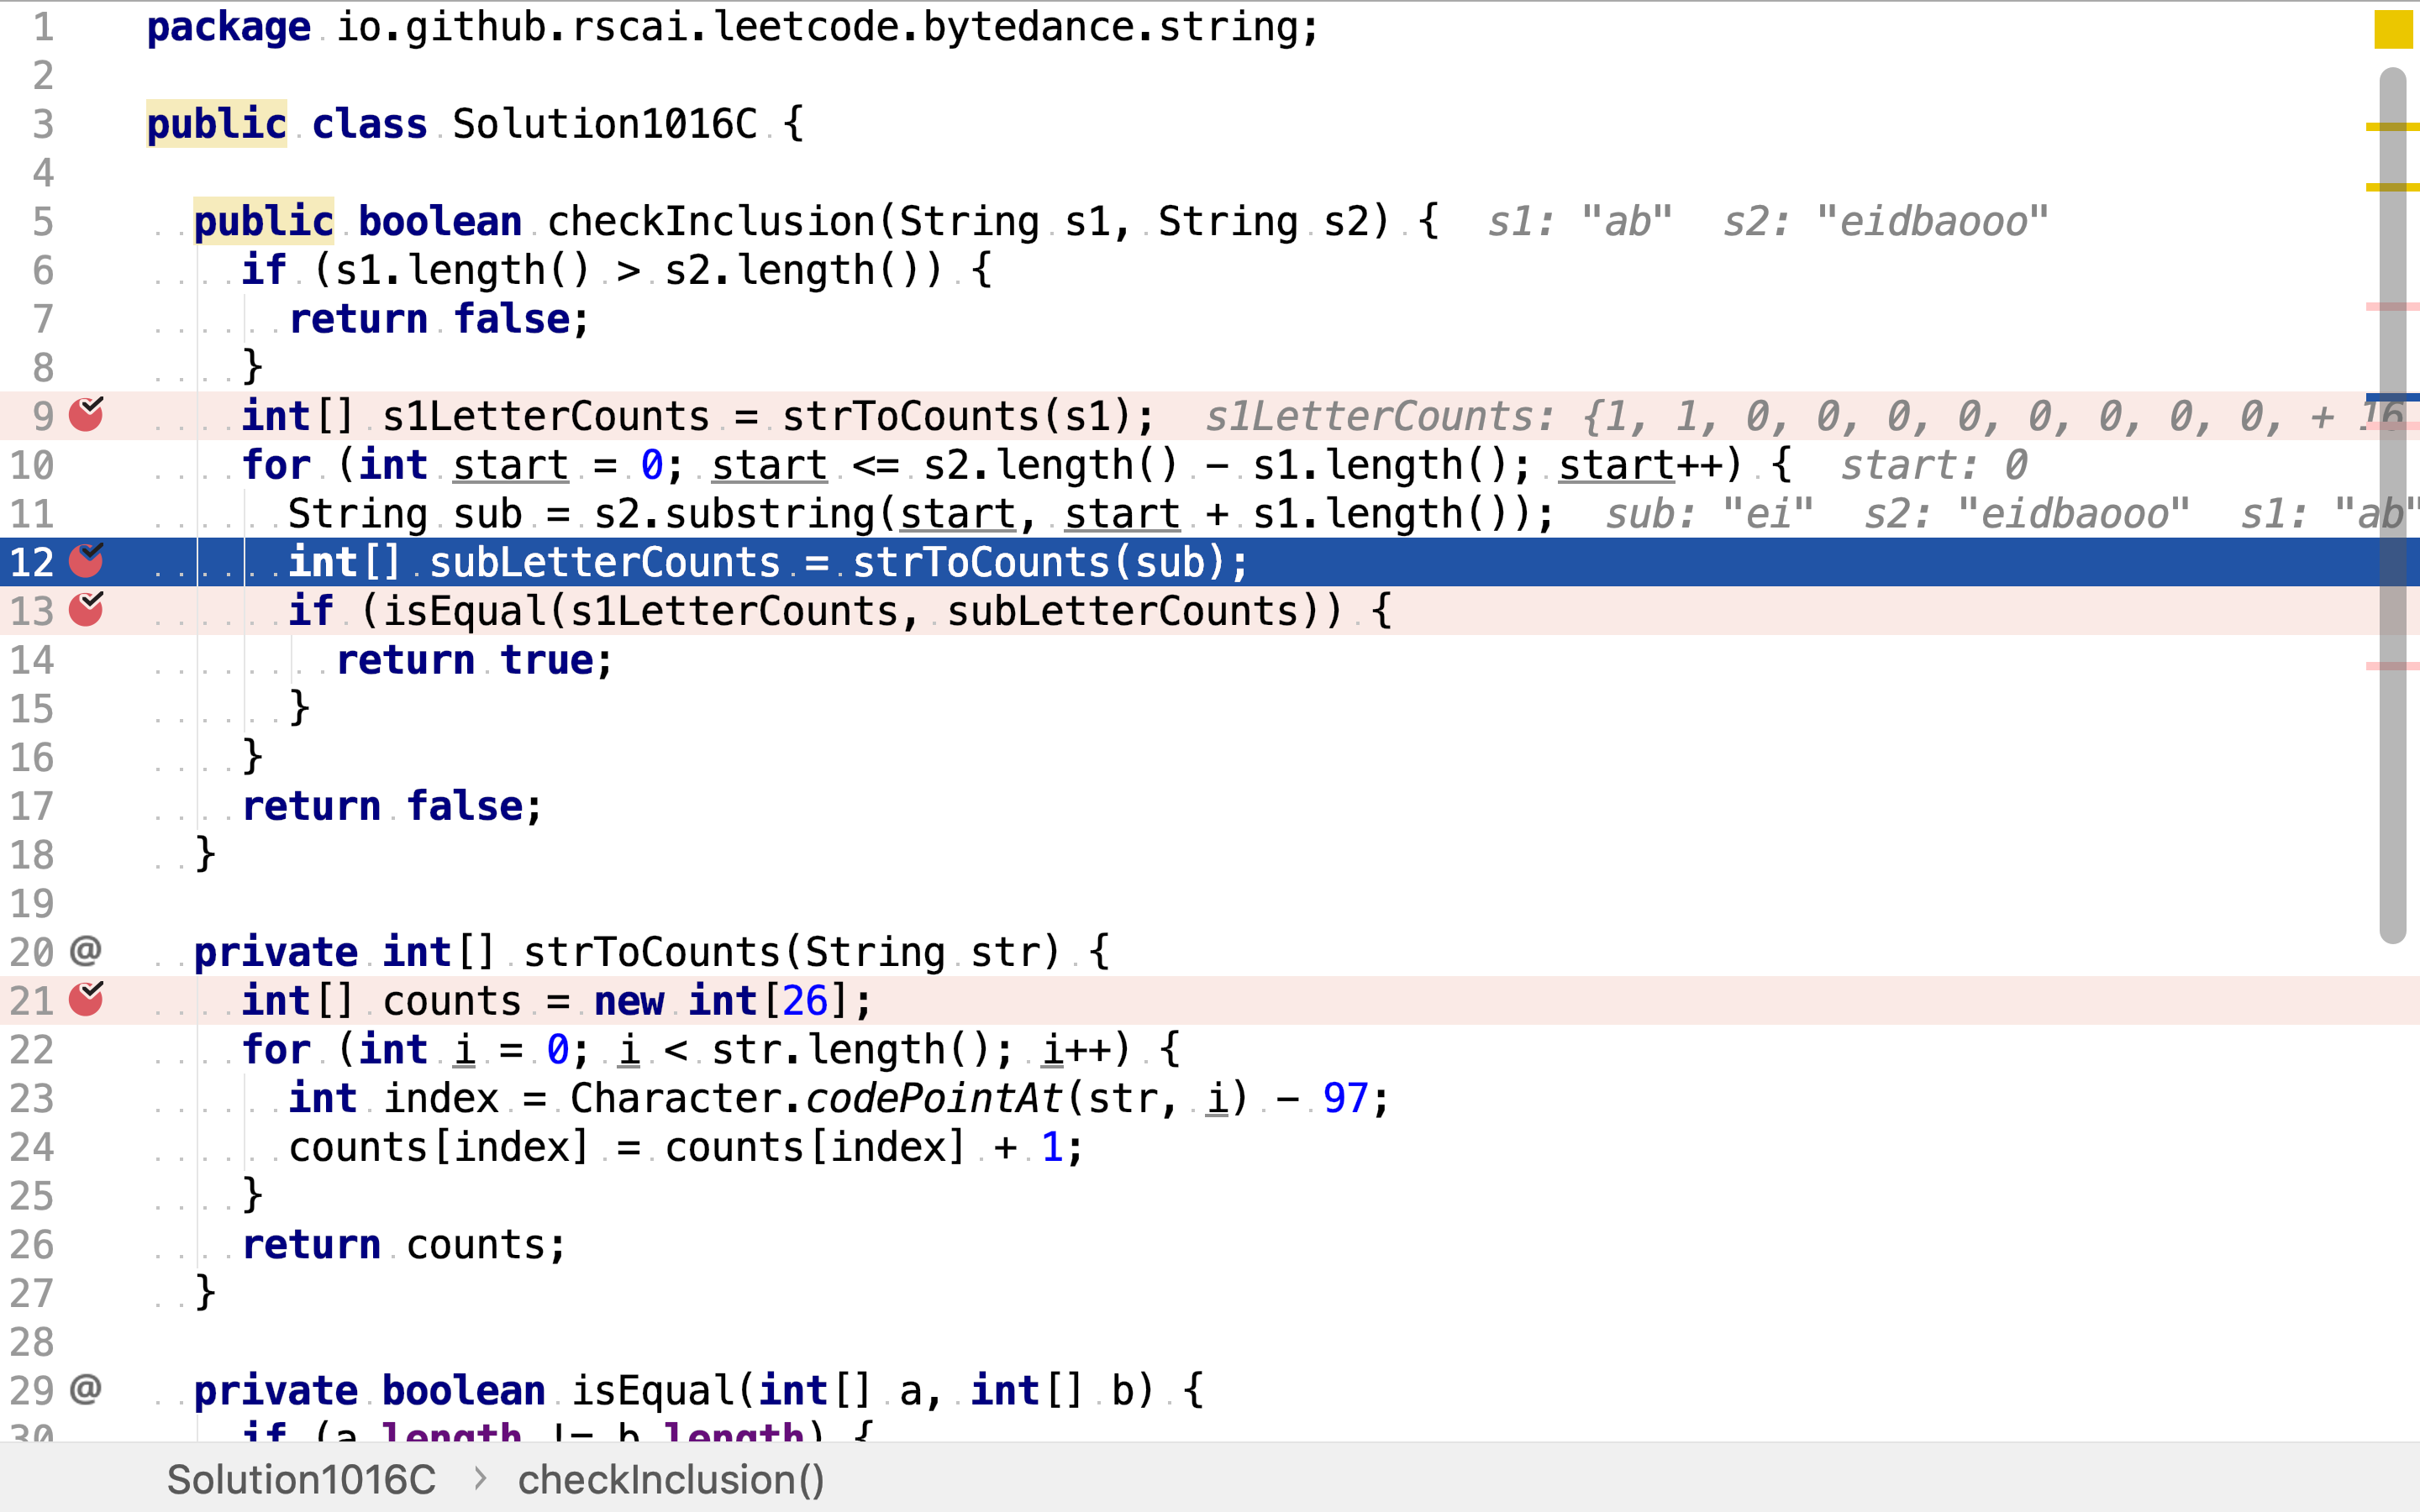 1 package io.github.rscai.leetcode.bytedance.string;
2
3 public class Solution1016C {
4
5 public boolean checkInclusion(String s1, String s2) { s1: "ab" s2: "eidbaooo"
6 if (s1.length() > s2.length()) {
7 return false;
8 }
9 int[] s1LetterCounts = strToCounts(s1); s1LetterCounts: {1, 1, 0, 0, 0, 0, 0, 0, 0, 0, + 16
10 for (int start = 0; start <= s2.length() - s1.length(); start++) { start: 0
11 String sub = s2.substring(start, start + s1.length()); sub: "ei" s2: "eidbaooo" s1: "ab"
12 int[] subLetterCounts = strToCounts(sub);
13 if (isEqual(s1LetterCounts, subLetterCounts)) {
14 return true;
15 }
16 }
17 return false;
18 }
19
20 @ private int[] strToCounts(String str) {
21 int[] counts = new int[26];
22 for (int i = 0; i < str.length(); i++) {
23 int index = Character.codePointAt(str, i) - 97;
24 counts[index] = counts[index] + 1;
25 }
26 return counts;
27 }
28
29 @ private boolean isEqual(int[] a, int[] b) {
30 if (a.length != b.length) {
Solution1016C > checkInclusion()